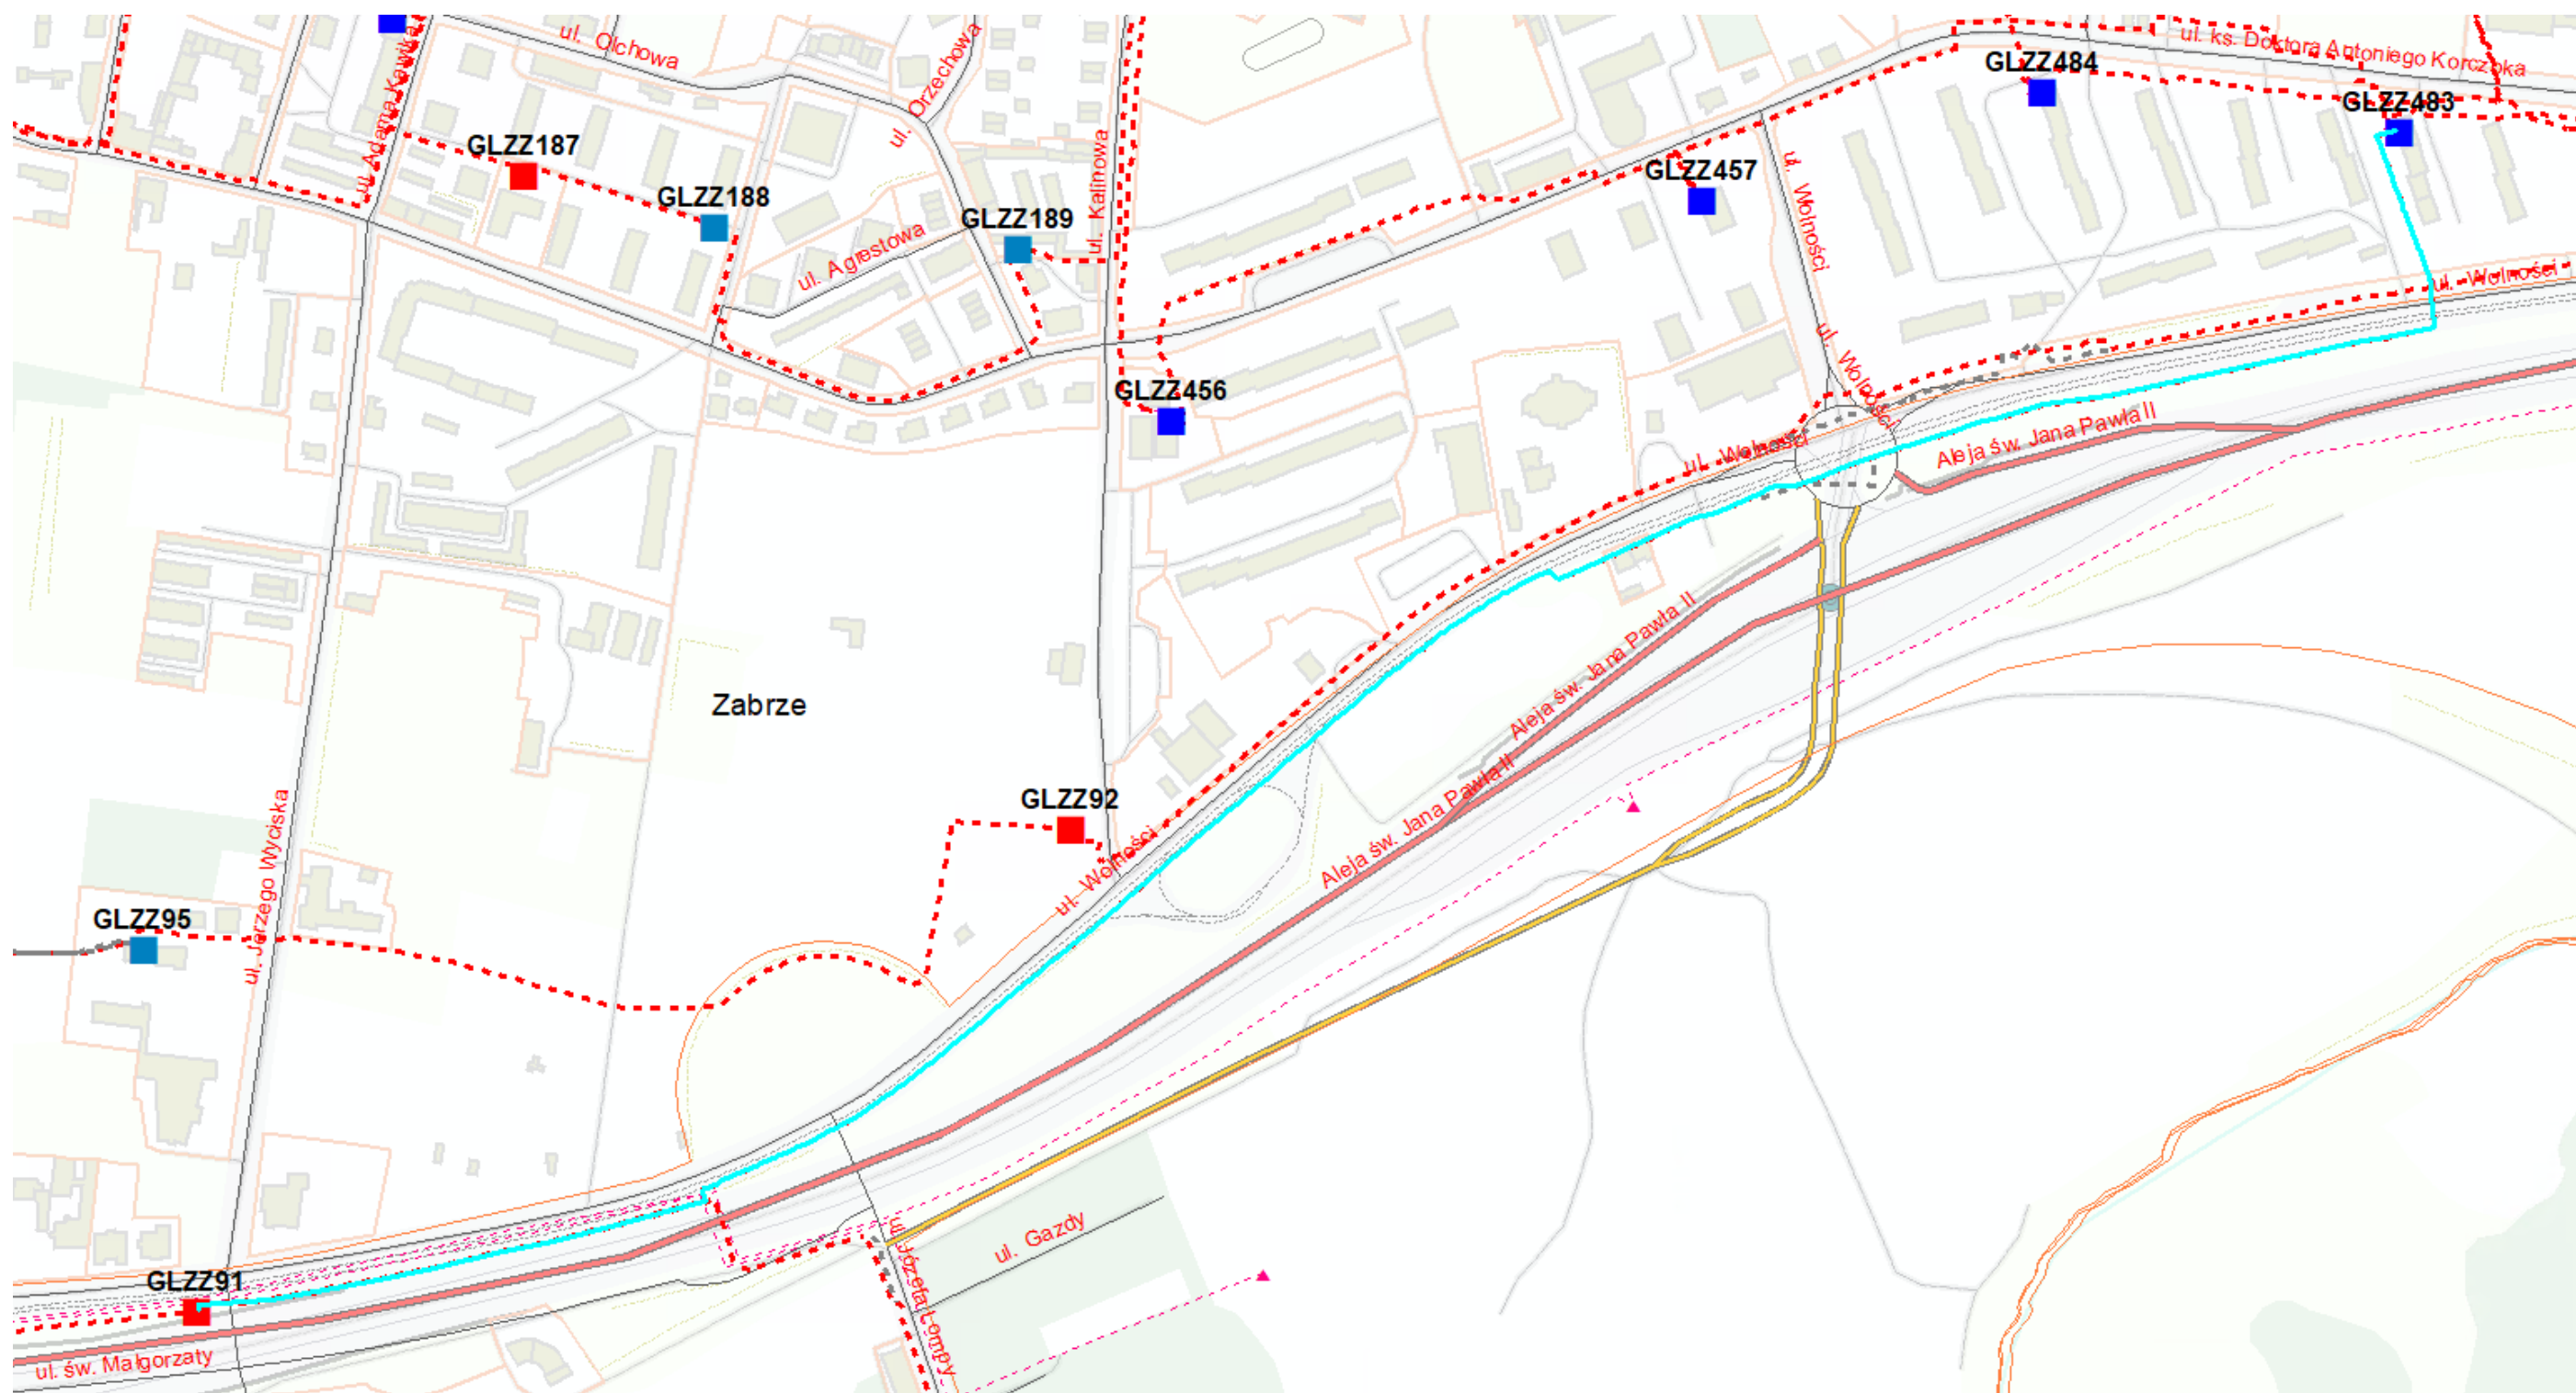 ul. Olchowa
ul. Orzechowa
ul. ks. Doktora Antoniego Korczoka
GLZZ484
GLZZ483
ul. Adama Kawika
GLZZ187
GLZZ188
GLZZ189
ul. Kalinowa
GLZZ457
ul. Wolności
ul. Agrestowa
ul. Wolności
ul. Wolności
GLZZ456
ul. Wolności
Aleja św. Jana Pawła II
Aleja św. Jana Pawła II
Zabrze
Aleja św. Jana Pawła II
GLZZ92
ul. Wolności
ul. Jerzego Wyciska
GLZZ95
ul. Józefa Lompy
ul. Gazdy
GLZZ91
ul. św. Małgorzaty